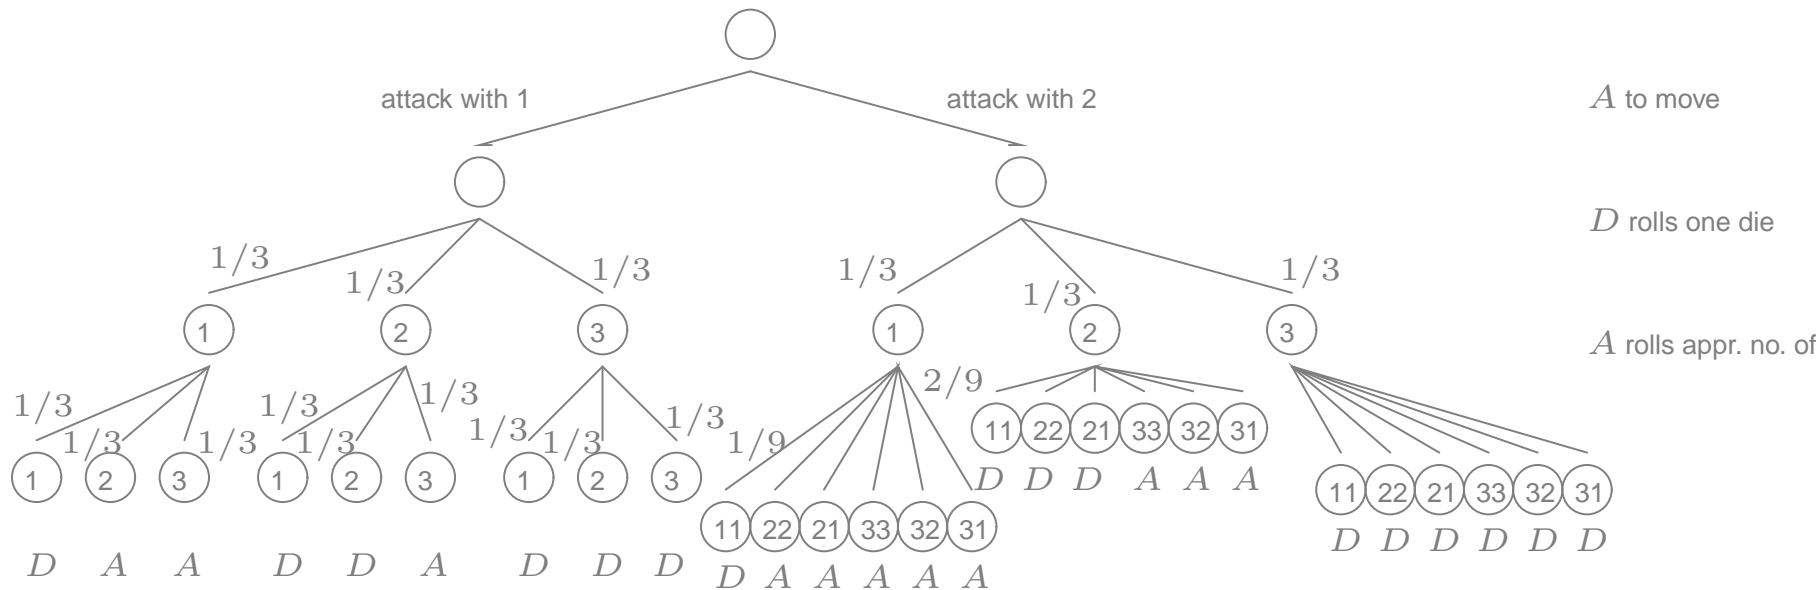 attack with 1 attack with 2 A to move
D rolls one die
1/3 1/3 1/3 1/3 1/3 1/3
1 2 3 1 2 3
A rolls appr. no. of
1/3 1/3 1/3 1/3 1/3 1/3 1/3 1/3 1/3 1/9 2/9
11 22 21 33 32 31
D D D A A A
1 2 3 1 2 3 1 2 3
11 22 21 33 32 31
D D D D D D
11 22 21 33 32 31
D A A D D A D D D
D A A A A A